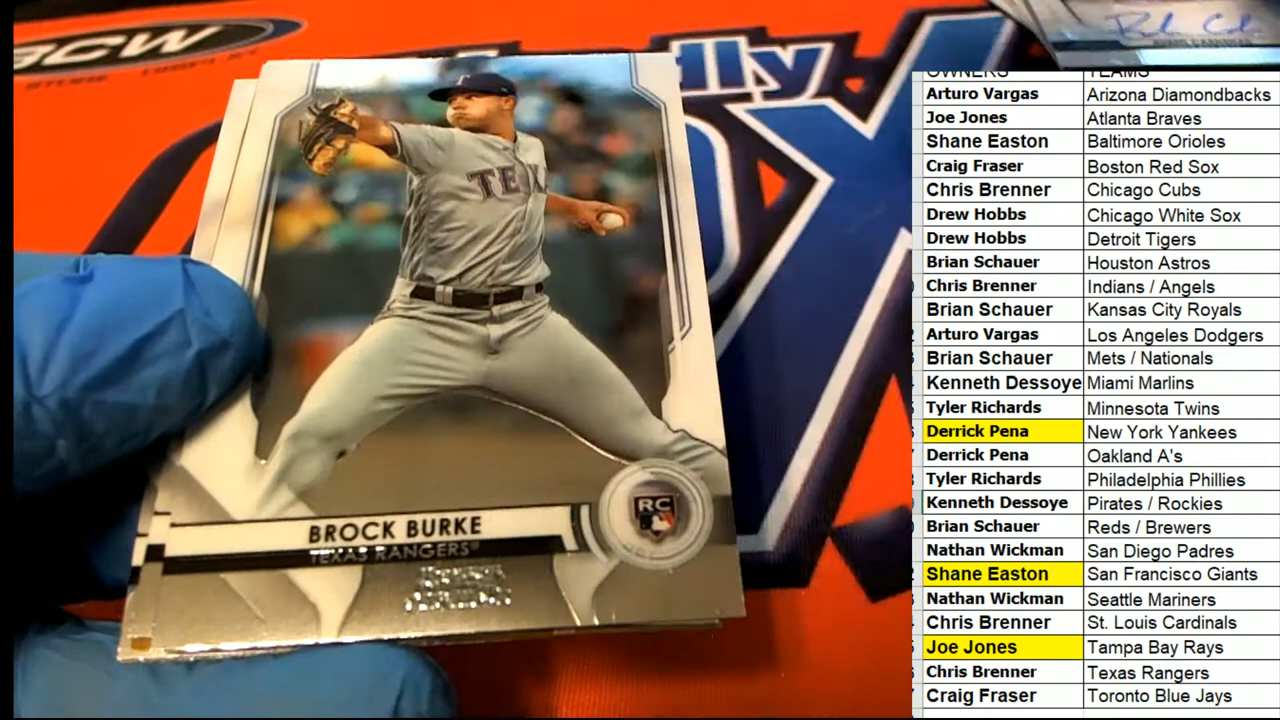 BCW
lly
OWNERS TEAMS
Arturo Vargas Arizona Diamondbacks
Joe Jones Atlanta Braves
Shane Easton Baltimore Orioles
Craig Fraser Boston Red Sox
Chris Brenner Chicago Cubs
Drew Hobbs Chicago White Sox
Drew Hobbs Detroit Tigers
Brian Schauer Houston Astros
Chris Brenner Indians / Angels
Brian Schauer Kansas City Royals
Arturo Vargas Los Angeles Dodgers
Brian Schauer Mets / Nationals
Kenneth Dessoye Miami Marlins
Tyler Richards Minnesota Twins
Derrick Pena New York Yankees
Derrick Pena Oakland A's
Tyler Richards Philadelphia Phillies
Kenneth Dessoye Pirates / Rockies
Brian Schauer Reds / Brewers
Nathan Wickman San Diego Padres
Shane Easton San Francisco Giants
Nathan Wickman Seattle Mariners
Chris Brenner St. Louis Cardinals
Joe Jones Tampa Bay Rays
Chris Brenner Texas Rangers
Craig Fraser Toronto Blue Jays
TEX
RC
BROCK BURKE
TEXAS RANGERS